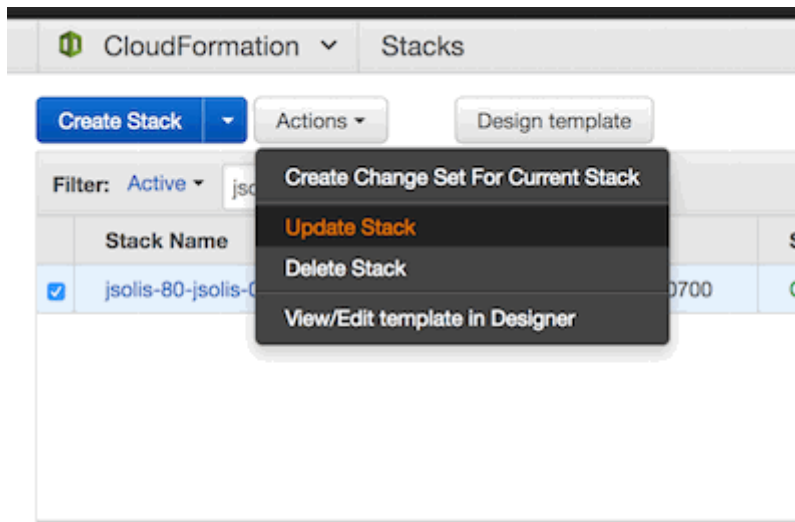 CloudFormation Stacks
Create Stack Actions Design template
Filter: Active
Create Change Set For Current Stack
Update Stack
Stack Name
Delete Stack
jsolis-80-jsolis- 0700
View/Edit template in Designer